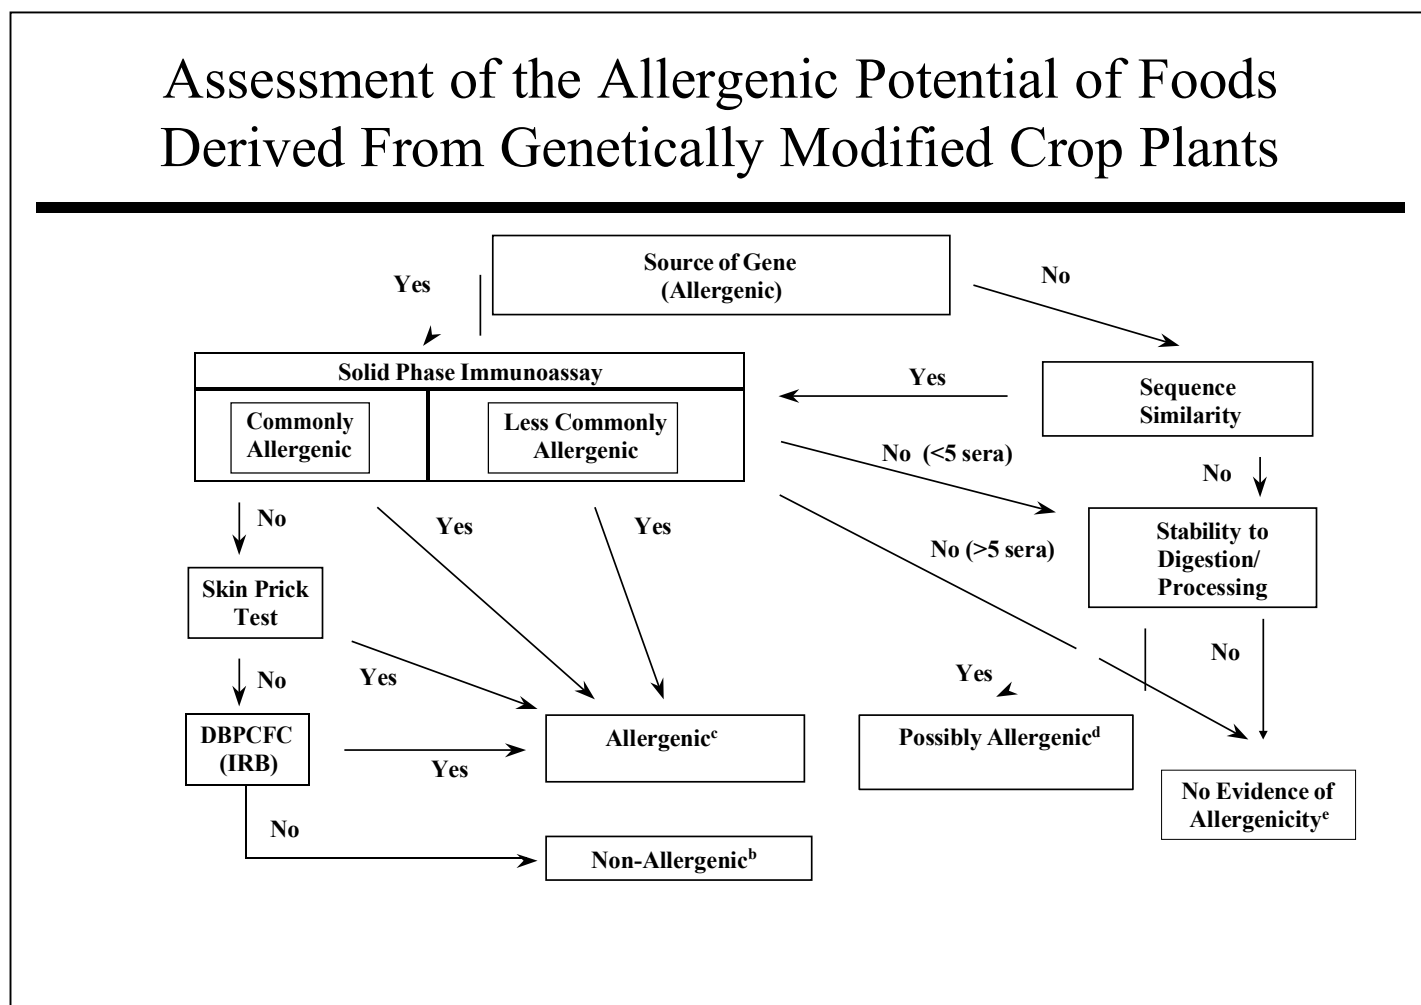 Assessment of the Allergenic Potential of Foods
Derived From Genetically Modified Crop Plants
Source of Gene
(Allergenic)
Yes
No
Solid Phase Immunoassay
Commonly
Allergenic
Less Commonly
Allergenic
Yes
Sequence
Similarity
No (<5 sera)
No
No
Yes
Yes
No (>5 sera)
Stability to
Digestion/
Processing
Skin Prick
Test
No
Yes
Yes
No
DBPCFC
(IRB)
Yes
Allergenicᶜ
Possibly Allergenicᵈ
No Evidence of
Allergenicityᵉ
No
Non-Allergenicᵇ